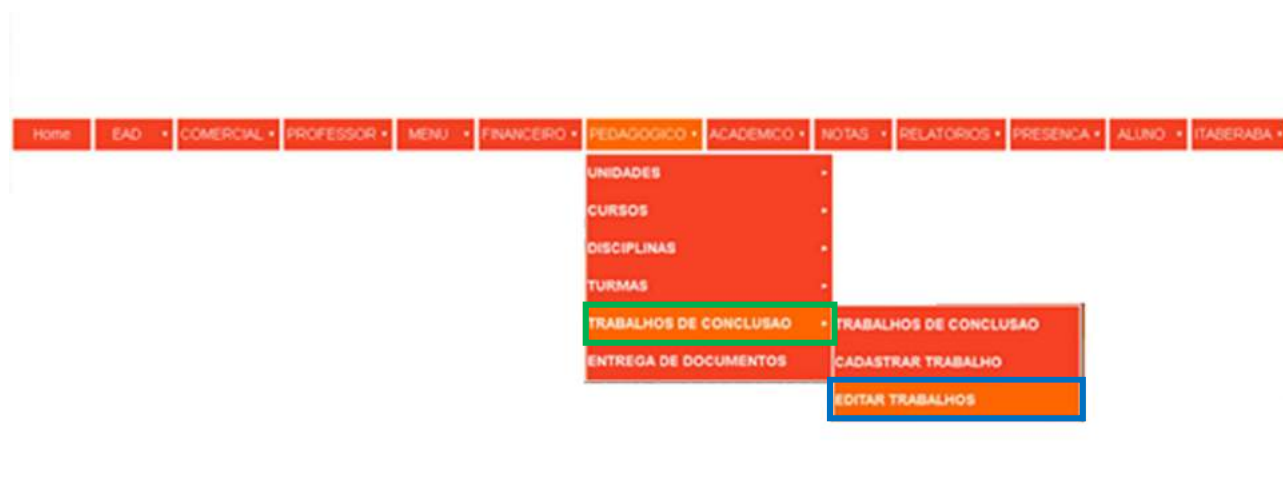 Home EAD COMERCIAL PROFESSOR MENU FINANCEIRO PEDAGOGICO ACADEMICO NOTAS RELATORIOS PRESENCA ALUNO ITABERABA
UNIDADES
CURSOS
DISCIPLINAS
TURMAS
TRABALHOS DE CONCLUSAO
ENTREGA DE DOCUMENTOS
TRABALHOS DE CONCLUSAO
CADASTRAR TRABALHO
EDITAR TRABALHOS